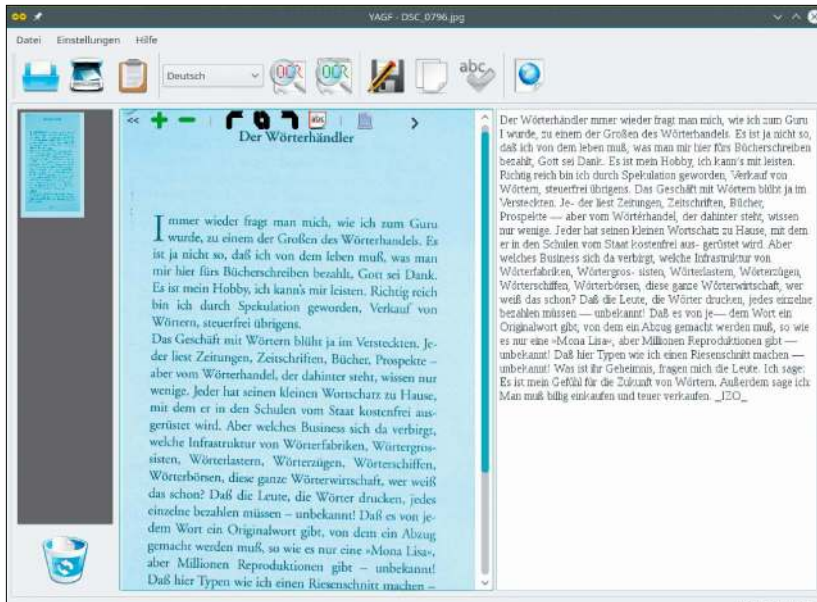 YAGF - DSC_0796.jpg
Datei Einstellungen Hilfe
Deutsch
OCR
OCR
abc
<<
abc
>
Der Wörterhändler
Immer wieder fragt man mich, wie ich zum Guru
wurde, zu einem der Großen des Wörterhandels. Es
ist ja nicht so, daß ich von dem leben muß, was man
mir hier fürs Bücherschreiben bezahlt, Gott sei Dank.
Es ist mein Hobby, ich kann's mir leisten. Richtig reich
bin ich durch Spekulation geworden, Verkauf von
Wörtern, steuerfrei übrigens.
Das Geschäft mit Wörtern blüht ja im Versteckten. Je-
der liest Zeitungen, Zeitschriften, Bücher, Prospekte –
aber vom Wörterhandel, der dahinter steht, wissen nur
wenige. Jeder hat seinen kleinen Wortschatz zu Hause,
mit dem er in den Schulen vom Staat kostenfrei aus-
gerüstet wird. Aber welches Business sich da verbirgt,
welche Infrastruktur von Wörterfabriken, Wörtergros-
sisten, Wörterlastern, Wörterzügen, Wörterschiffen,
Wörterbörsen, diese ganze Wörterwirtschaft, wer weiß
das schon? Daß die Leute, die Wörter drucken, jedes
einzelne bezahlen müssen – unbekannt! Daß es von je-
dem Wort ein Originalwort gibt, von dem ein Abzug
gemacht werden muß, so wie es nur eine »Mona Lisa«,
aber Millionen Reproduktionen gibt – unbekannt!
Daß hier Typen wie ich einen Riesenschnitt machen –
Der Wörterhändler mmer wieder fragt man mich, wie ich zum Guru
I wurde, zu einem der Großen des Wörterhandels. Es ist ja nicht so,
daß ich von dem leben muß, was man mir hier fürs Bücherschreiben
bezahlt, Gott sei Dank. Es ist mein Hobby, ich kann's mit leisten.
Richtig reich bin ich durch Spekulation geworden, Verkauf von
Wörtern, steuerfrei übrigens. Das Geschäft mit Wörtern blüht ja im
Versteckten. Je- der liest Zeitungen, Zeitschriften, Bücher,
Prospekte — aber vom Wörterhandel, der dahinter steht, wissen
nur wenige. Jeder hat seinen kleinen Wortschatz zu Hause, mit dem
er in den Schulen vom Staat kostenfrei aus- gerüstet wird. Aber
welches Business sich da verbirgt, welche Infrastruktur von
Wörterfabriken, Wörtergros- sisten, Wörterlastern, Wörterzügen,
Wörterschiffen, Wörterbörsen, diese ganze Wörterwirtschaft, wer
weiß das schon? Daß die Leute, die Wörter drucken, jedes einzelne
bezahlen müssen — unbekannt! Daß es von je— dem Wort ein
Originalwort gibt, von dem ein Abzug gemacht werden muß, so wie
es nur eine »Mona Lisa«, aber Millionen Reproduktionen gibt —
unbekannt! Daß hier Typen wie ich einen Riesenschnitt machen —
unbekannt! Was ist ihr Geheimnis, fragen mich die Leute. Ich sage:
Es ist mein Gefühl für die Zukunft von Wörtern, Außerdem sage ich:
Man muß billig einkaufen und teuer verkaufen. _IZO_